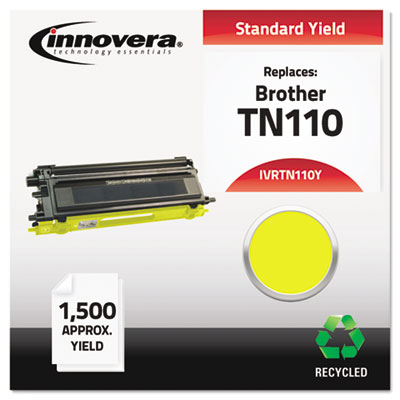 innovera
technology essentials
Standard Yield
Replaces:
Brother
TN110
IVRTN110Y
1,500
APPROX.
YIELD
RECYCLED